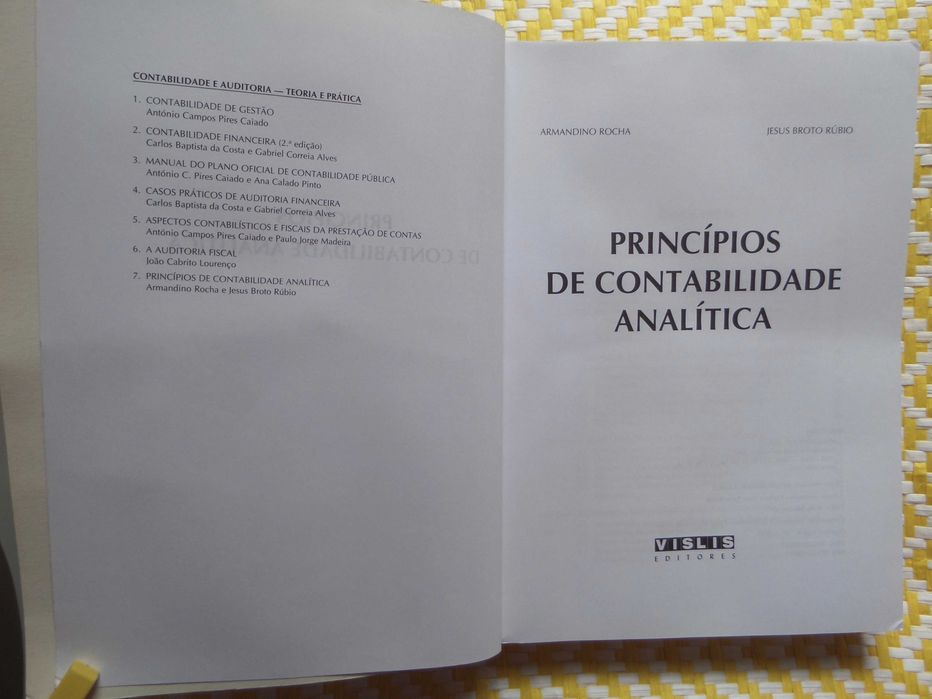 CONTABILIDADE E AUDITORIA — TEORIA E PRÁTICA
1. CONTABILIDADE DE GESTÃO
António Campos Pires Caiado
2. CONTABILIDADE FINANCEIRA (2.ª edição)
Carlos Baptista da Costa e Gabriel Correia Alves
3. MANUAL DO PLANO OFICIAL DE CONTABILIDADE PÚBLICA
António C. Pires Caiado e Ana Calado Pinto
4. CASOS PRÁTICOS DE AUDITORIA FINANCEIRA
Carlos Baptista da Costa e Gabriel Correia Alves
5. ASPECTOS CONTABILÍSTICOS E FISCAIS DA PRESTAÇÃO DE CONTAS
António Campos Pires Caiado e Paulo Jorge Madeira
6. A AUDITORIA FISCAL
João Cabrito Lourenço
7. PRINCÍPIOS DE CONTABILIDADE ANALÍTICA
Armandino Rocha e Jesus Broto Rúbio
ARMANDINO ROCHA JESUS BROTO RÚBIO
PRINCÍPIOS
DE CONTABILIDADE
ANALÍTICA
VISLIS
EDITORES